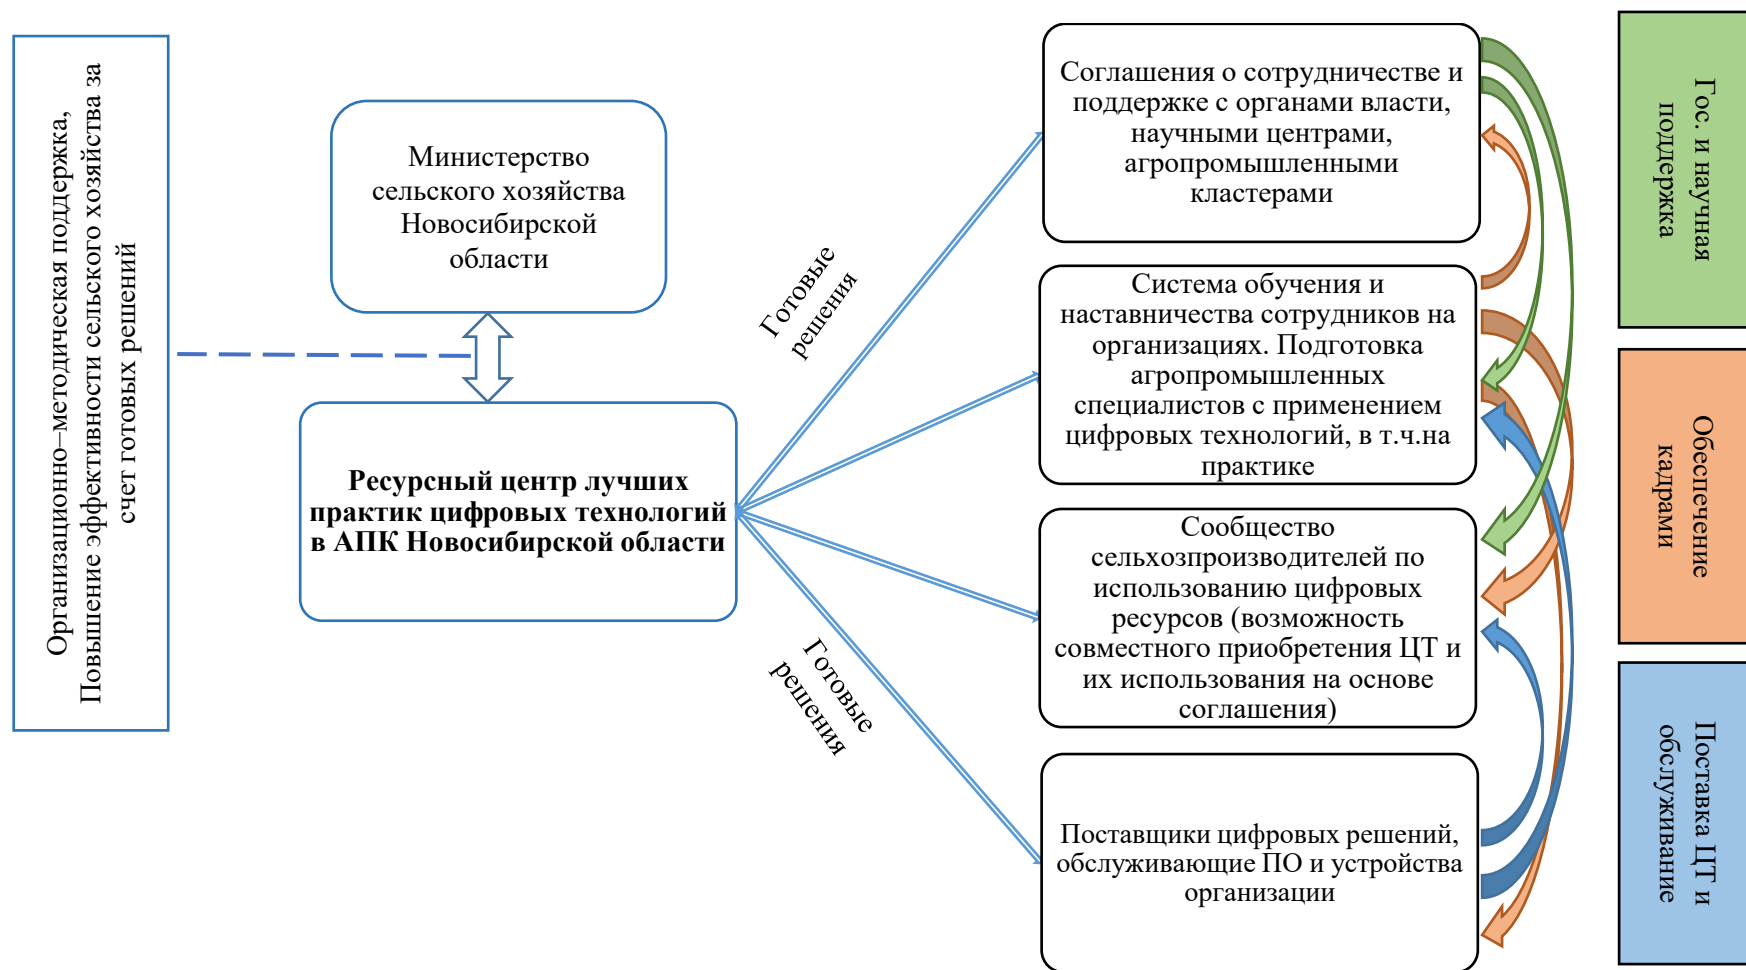 Организационно–методическая поддержка,
Повышение эффективности сельского хозяйства за
счет готовых решений
Министерство
сельского хозяйства
Новосибирской
области
Ресурсный центр лучших
практик цифровых технологий
в АПК Новосибирской области
Готовые
решения
Готовые
решения
Соглашения о сотрудничестве и
поддержке с органами власти,
научными центрами,
агропромышленными
кластерами
Система обучения и
наставничества сотрудников на
организациях. Подготовка
агропромышленных
специалистов с применением
цифровых технологий, в т.ч.на
практике
Сообщество
сельхозпроизводителей по
использованию цифровых
ресурсов (возможность
совместного приобретения ЦТ и
их использования на основе
соглашения)
Поставщики цифровых решений,
обслуживающие ПО и устройства
организации
Гос. и научная
поддержка
Обеспечение
кадрами
Поставка ЦТ и
обслуживание